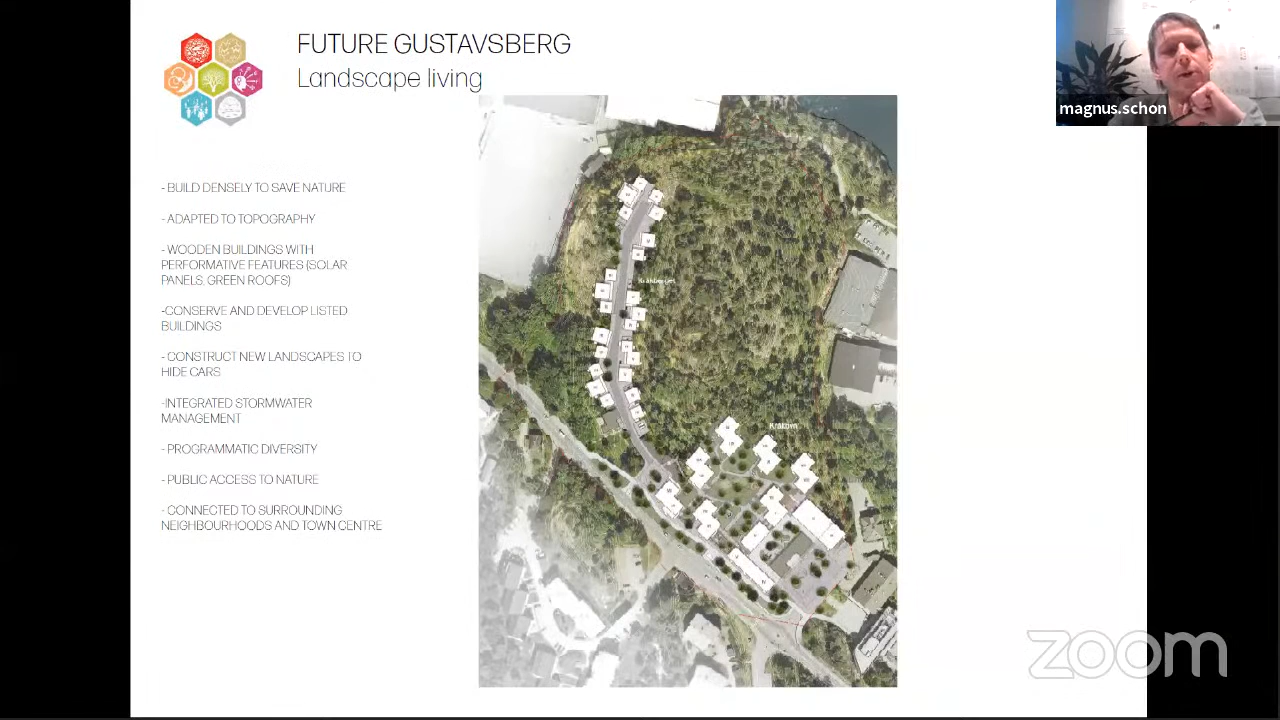 FUTURE GUSTAVSBERG
Landscape living
magnus.schon
- BUILD DENSELY TO SAVE NATURE
- ADAPTED TO TOPOGRAPHY
- WOODEN BUILDINGS WITH
PERFORMATIVE FEATURES (SOLAR
PANELS, GREEN ROOFS)
-CONSERVE AND DEVELOP LISTED
BUILDINGS
- CONSTRUCT NEW LANDSCAPES TO
HIDE CARS
-INTEGRATED STORMWATER
MANAGEMENT
- PROGRAMMATIC DIVERSITY
- PUBLIC ACCESS TO NATURE
- CONNECTED TO SURROUNDING
NEIGHBOURHOODS AND TOWN CENTRE
zoom